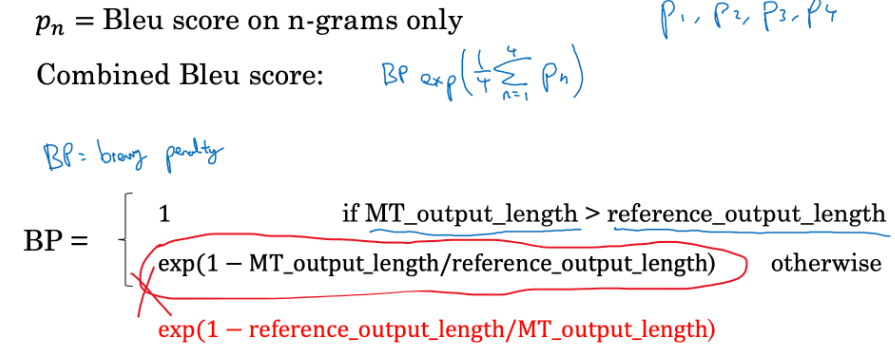 pₙ = Bleu score on n-grams only p₁, p₂, p₃, p₄
Combined Bleu score: BP exp(1/4 ∑ₙ₌₁⁴ pₙ)
BP = brevity penalty
BP = { 1 if MT_output_length > reference_output_length
exp(1 – MT_output_length/reference_output_length) otherwise
exp(1 − reference_output_length/MT_output_length)